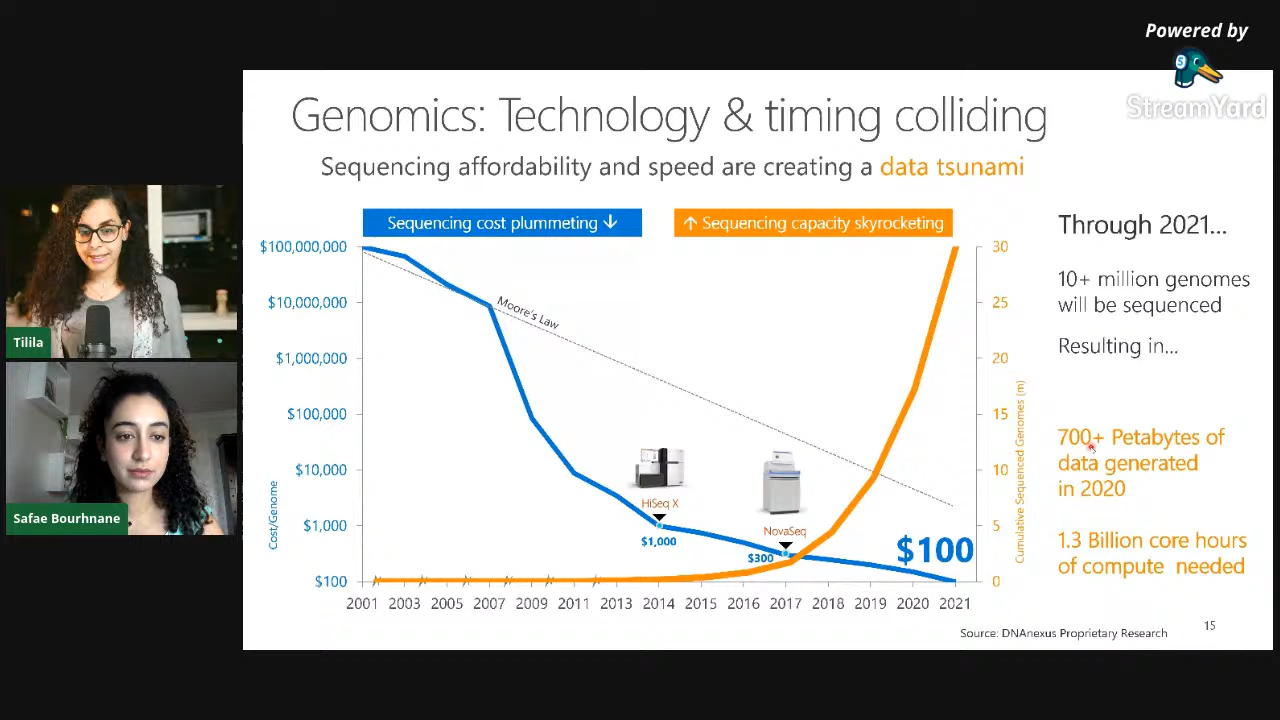 Powered by
S
StreamYard
Genomics: Technology & timing colliding
Sequencing affordability and speed are creating a data tsunami
Sequencing cost plummeting ↓
↑ Sequencing capacity skyrocketing
$100,000,000
$10,000,000
$1,000,000
$100,000
$10,000
$1,000
$100
Cost/Genome
Moore's Law
HiSeq X
$1,000
NovaSeq
$300
$100
30
25
20
15
10
5
0
Cumulative Sequenced Genomes (m)
2001 2003 2005 2007 2009 2011 2013 2014 2015 2016 2017 2018 2019 2020 2021
Through 2021...
10+ million genomes
will be sequenced
Resulting in...
700+ Petabytes of
data generated
in 2020
1.3 Billion core hours
of compute needed
Source: DNAnexus Proprietary Research
15
Tilila
Safae Bourhnane